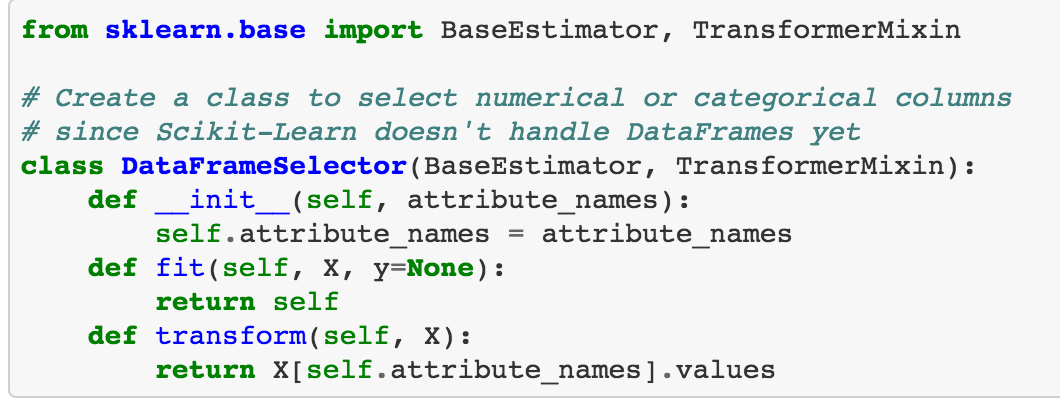 from sklearn.base import BaseEstimator, TransformerMixin

# Create a class to select numerical or categorical columns
# since Scikit-Learn doesn't handle DataFrames yet
class DataFrameSelector(BaseEstimator, TransformerMixin):
    def __init__(self, attribute_names):
        self.attribute_names = attribute_names
    def fit(self, X, y=None):
        return self
    def transform(self, X):
        return X[self.attribute_names].values